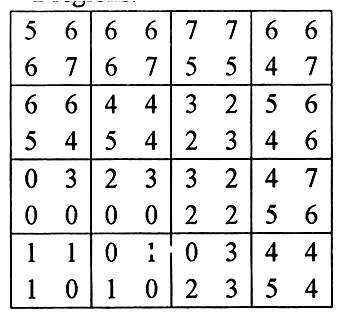 5 6 6 6 7 7 6 6
6 7 6 7 5 5 4 7
6 6 4 4 3 2 5 6
5 4 5 4 2 3 4 6
0 3 2 3 3 2 4 7
0 0 0 0 2 2 5 6
1 1 0 1 0 3 4 4
1 0 1 0 2 3 5 4